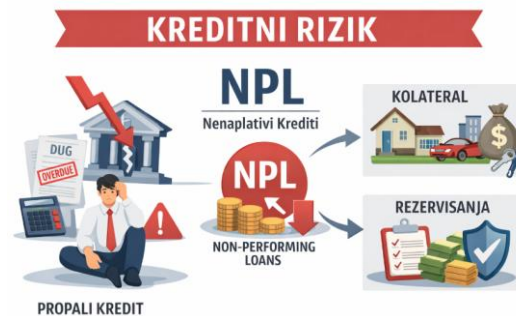 KREDITNI RIZIK
NPL
Nenaplativi Krediti
KOLATERAL
DUG
OVERDUE
$
NPL
NON-PERFORMING
LOANS
REZERVISANJA
PROPALI KREDIT